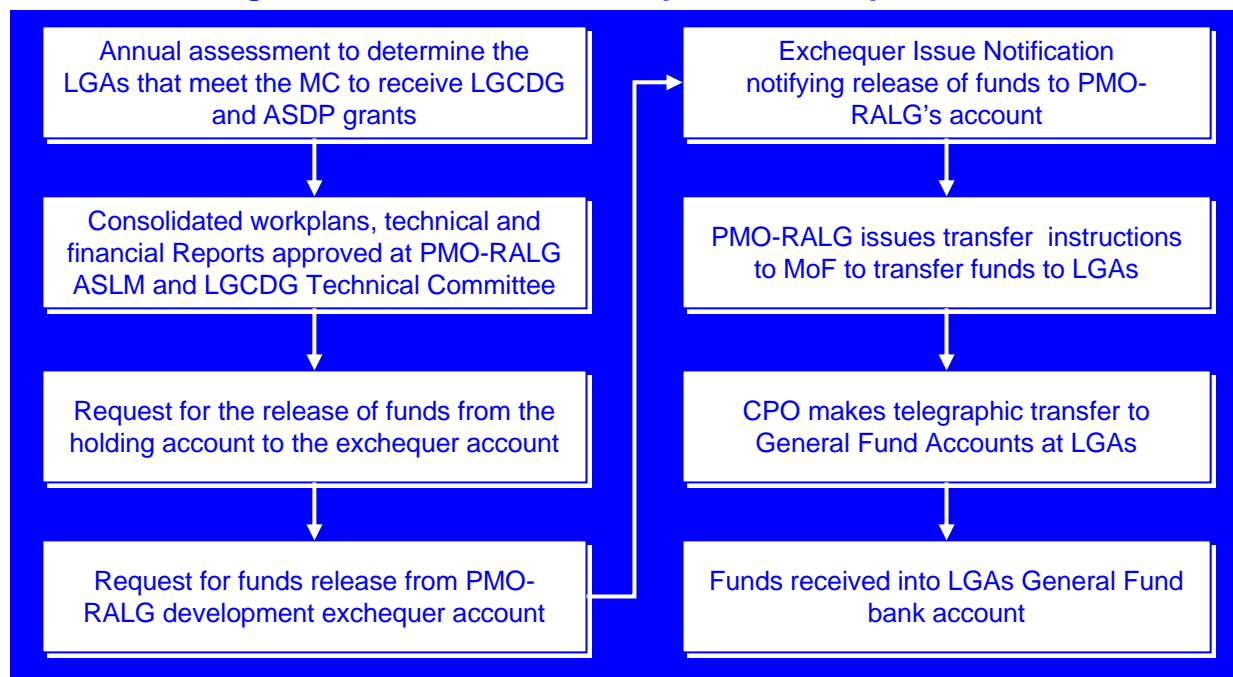 Annual assessment to determine the
LGAs that meet the MC to receive LGCDG
and ASDP grants
Consolidated workplans, technical and
financial Reports approved at PMO-RALG
ASLM and LGCDG Technical Committee
Request for the release of funds from the
holding account to the exchequer account
Request for funds release from PMO-
RALG development exchequer account
Exchequer Issue Notification
notifying release of funds to PMO-
RALG's account
PMO-RALG issues transfer instructions
to MoF to transfer funds to LGAs
CPO makes telegraphic transfer to
General Fund Accounts at LGAs
Funds received into LGAs General Fund
bank account